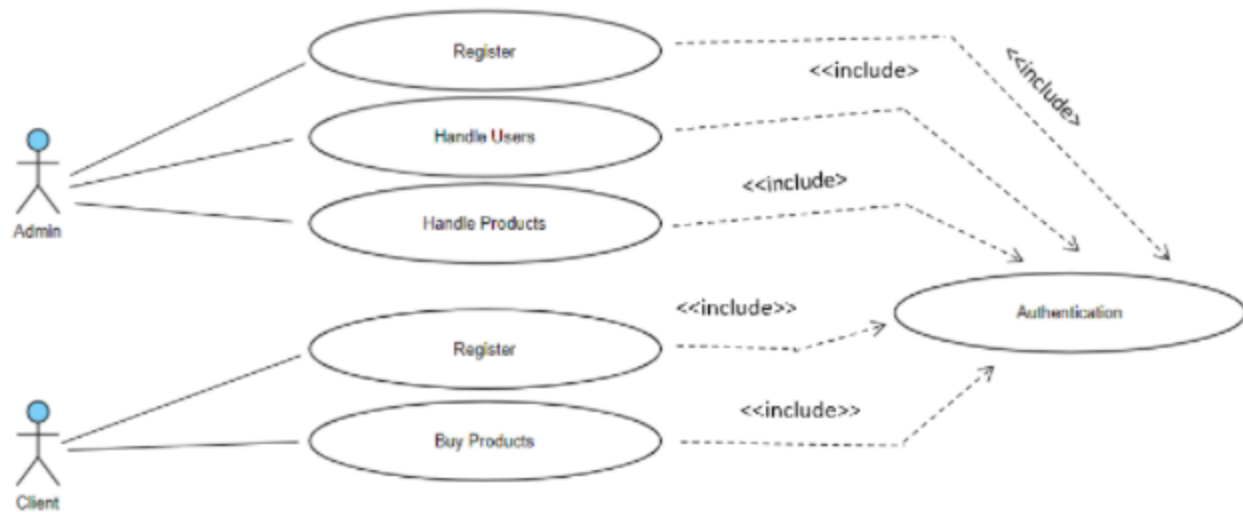 Register
<<include>
<<include>
Handle Users
<<include>
Handle Products
Admin
<<include>>
Authentication
Register
<<include>>
Buy Products
Client